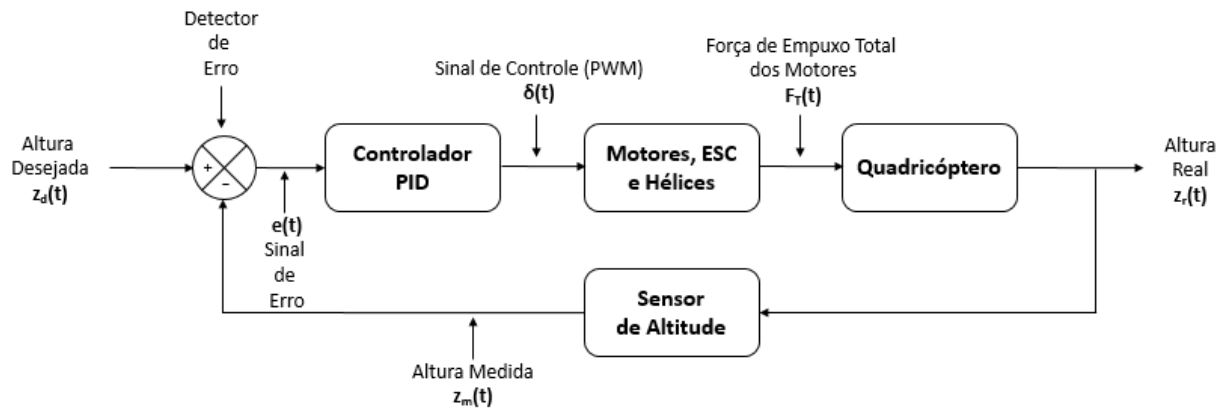 Detector
de
Erro
Sinal de Controle (PWM)
δ(t)
Força de Empuxo Total
dos Motores
F_T(t)
Altura
Desejada
z_d(t)
+
−
Controlador
PID
Motores, ESC
e Hélices
Quadricóptero
Altura
Real
z_r(t)
e(t)
Sinal
de
Erro
Sensor
de Altitude
Altura Medida
z_m(t)